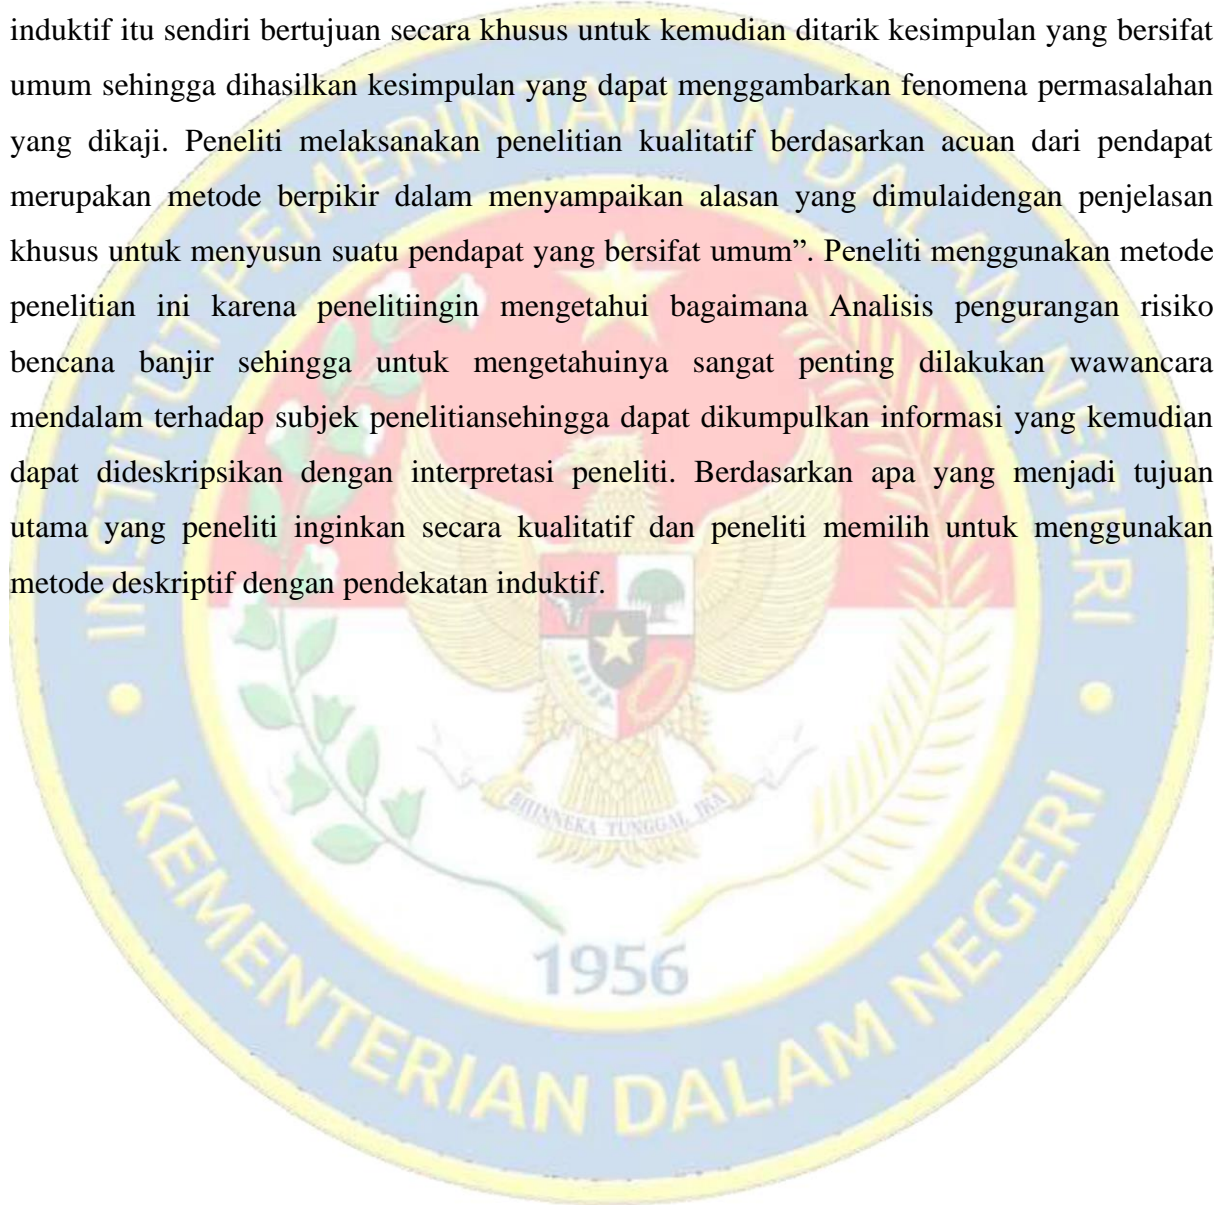 induktif itu sendiri bertujuan secara khusus untuk kemudian ditarik kesimpulan yang bersifat
umum sehingga dihasilkan kesimpulan yang dapat menggambarkan fenomena permasalahan
yang dikaji. Peneliti melaksanakan penelitian kualitatif berdasarkan acuan dari pendapat
merupakan metode berpikir dalam menyampaikan alasan yang dimulaidengan penjelasan
khusus untuk menyusun suatu pendapat yang bersifat umum”. Peneliti menggunakan metode
penelitian ini karena penelitiingin mengetahui bagaimana Analisis pengurangan risiko
bencana banjir sehingga untuk mengetahuinya sangat penting dilakukan wawancara
mendalam terhadap subjek penelitiansehingga dapat dikumpulkan informasi yang kemudian
dapat dideskripsikan dengan interpretasi peneliti. Berdasarkan apa yang menjadi tujuan
utama yang peneliti inginkan secara kualitatif dan peneliti memilih untuk menggunakan
metode deskriptif dengan pendekatan induktif.
INSTITUT PEMERINTAHAN DALAM NEGERI
BHINNEKA TUNGGAL IKA
1956
KEMENTERIAN DALAM NEGERI